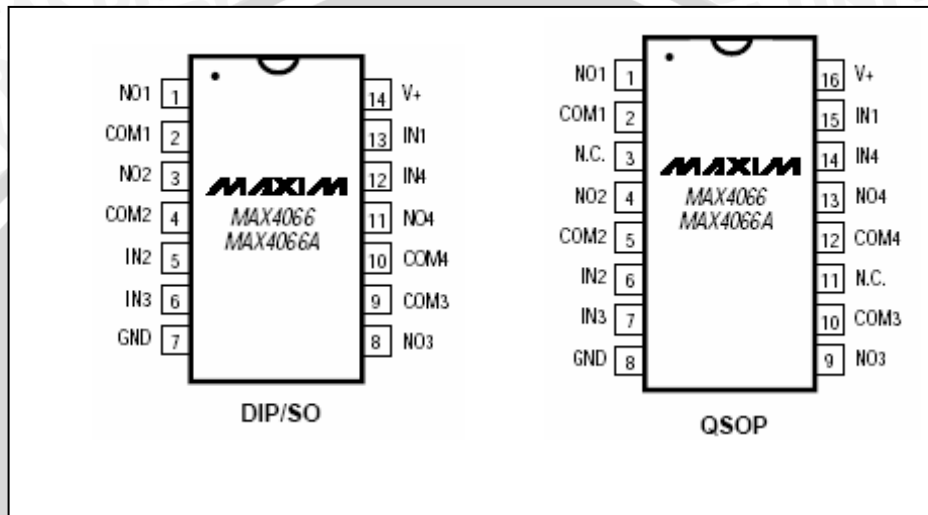 NO1 1
COM1 2
NO2 3
COM2 4
IN2 5
IN3 6
GND 7
MAXIM
MAX4066
MAX4066A
14 V+
13 IN1
12 IN4
11 NO4
10 COM4
9 COM3
8 NO3
DIP/SO
NO1 1
COM1 2
N.C. 3
NO2 4
COM2 5
IN2 6
IN3 7
GND 8
MAXIM
MAX4066
MAX4066A
16 V+
15 IN1
14 IN4
13 NO4
12 COM4
11 N.C.
10 COM3
9 NO3
QSOP